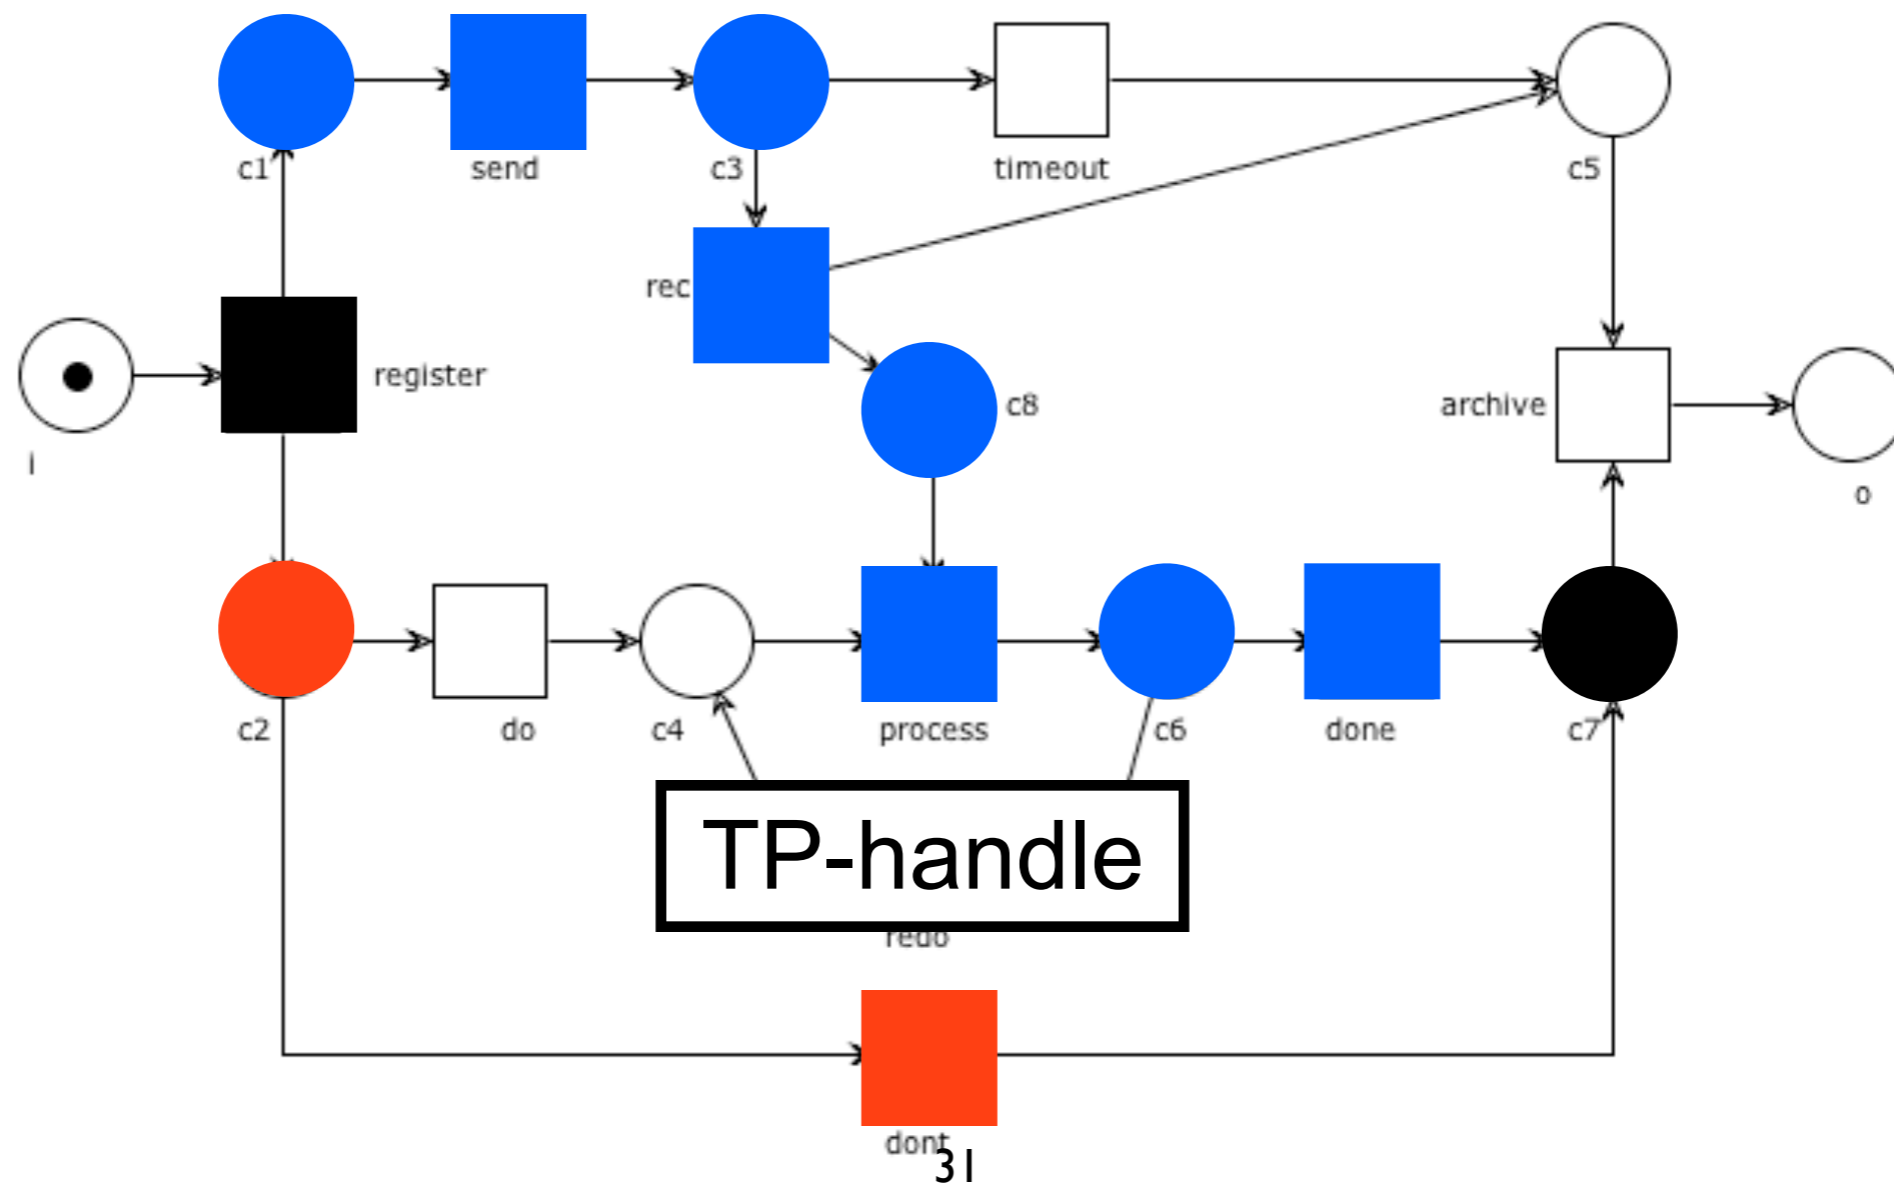 c1
send
c3
timeout
c5
rec
register
c8
archive
i
o
c2
do
c4
process
c6
done
c7
TP-handle
redo
dont
31